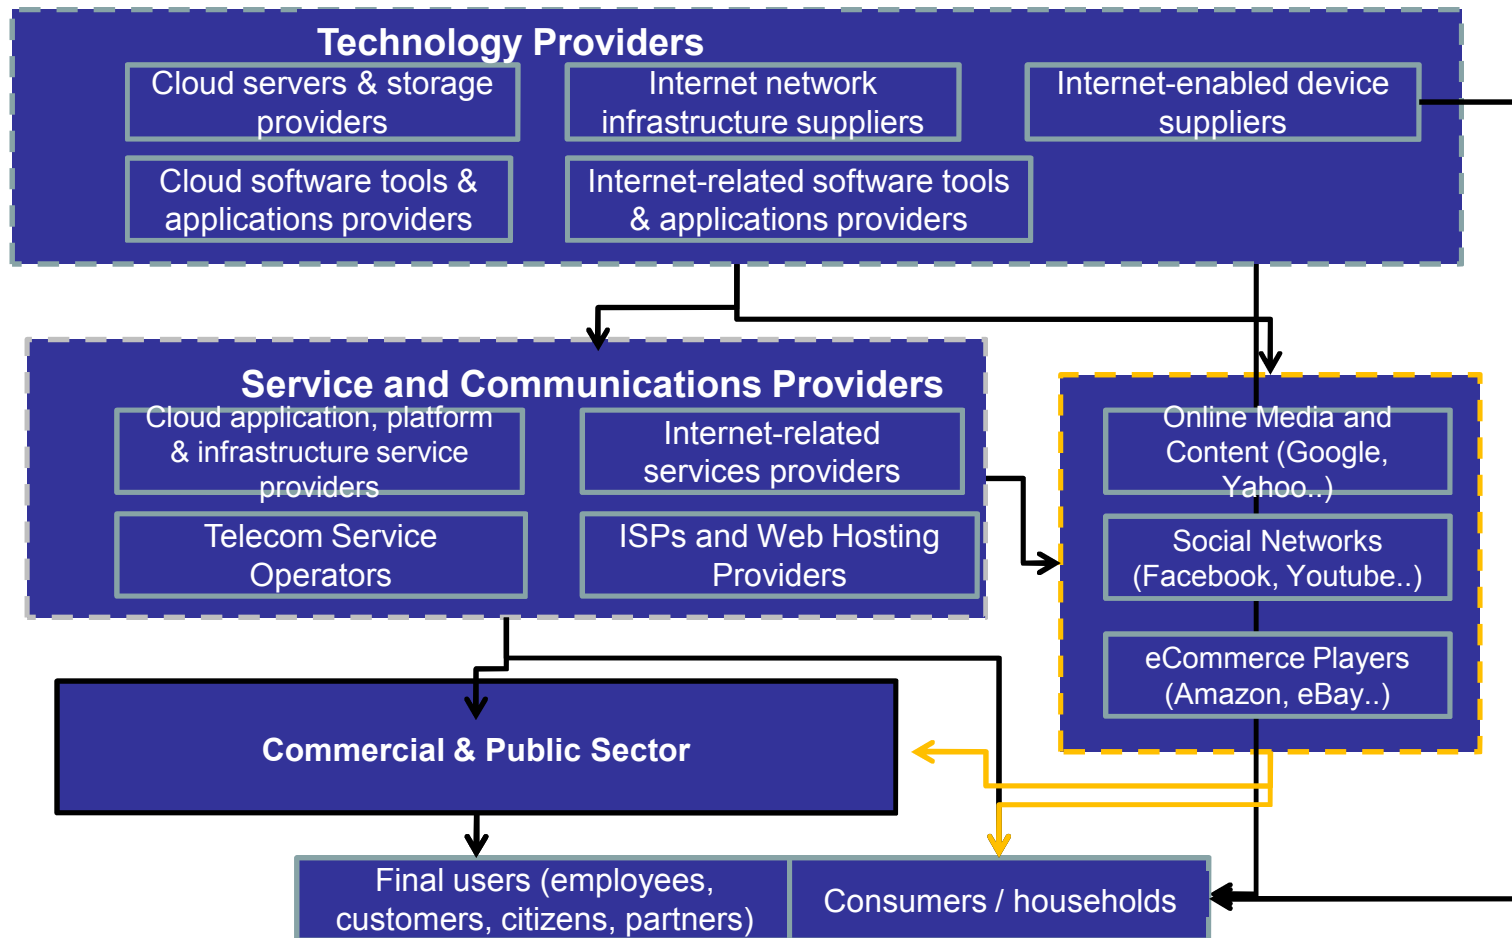 Technology Providers
Cloud servers & storage
providers
Internet network
infrastructure suppliers
Internet-enabled device
suppliers
Cloud software tools &
applications providers
Internet-related software tools
& applications providers
Service and Communications Providers
Cloud application, platform
& infrastructure service
providers
Internet-related
services providers
Telecom Service
Operators
ISPs and Web Hosting
Providers
Online Media and
Content (Google,
Yahoo..)
Social Networks
(Facebook, Youtube..)
eCommerce Players
(Amazon, eBay..)
Commercial & Public Sector
Final users (employees,
customers, citizens, partners)
Consumers / households